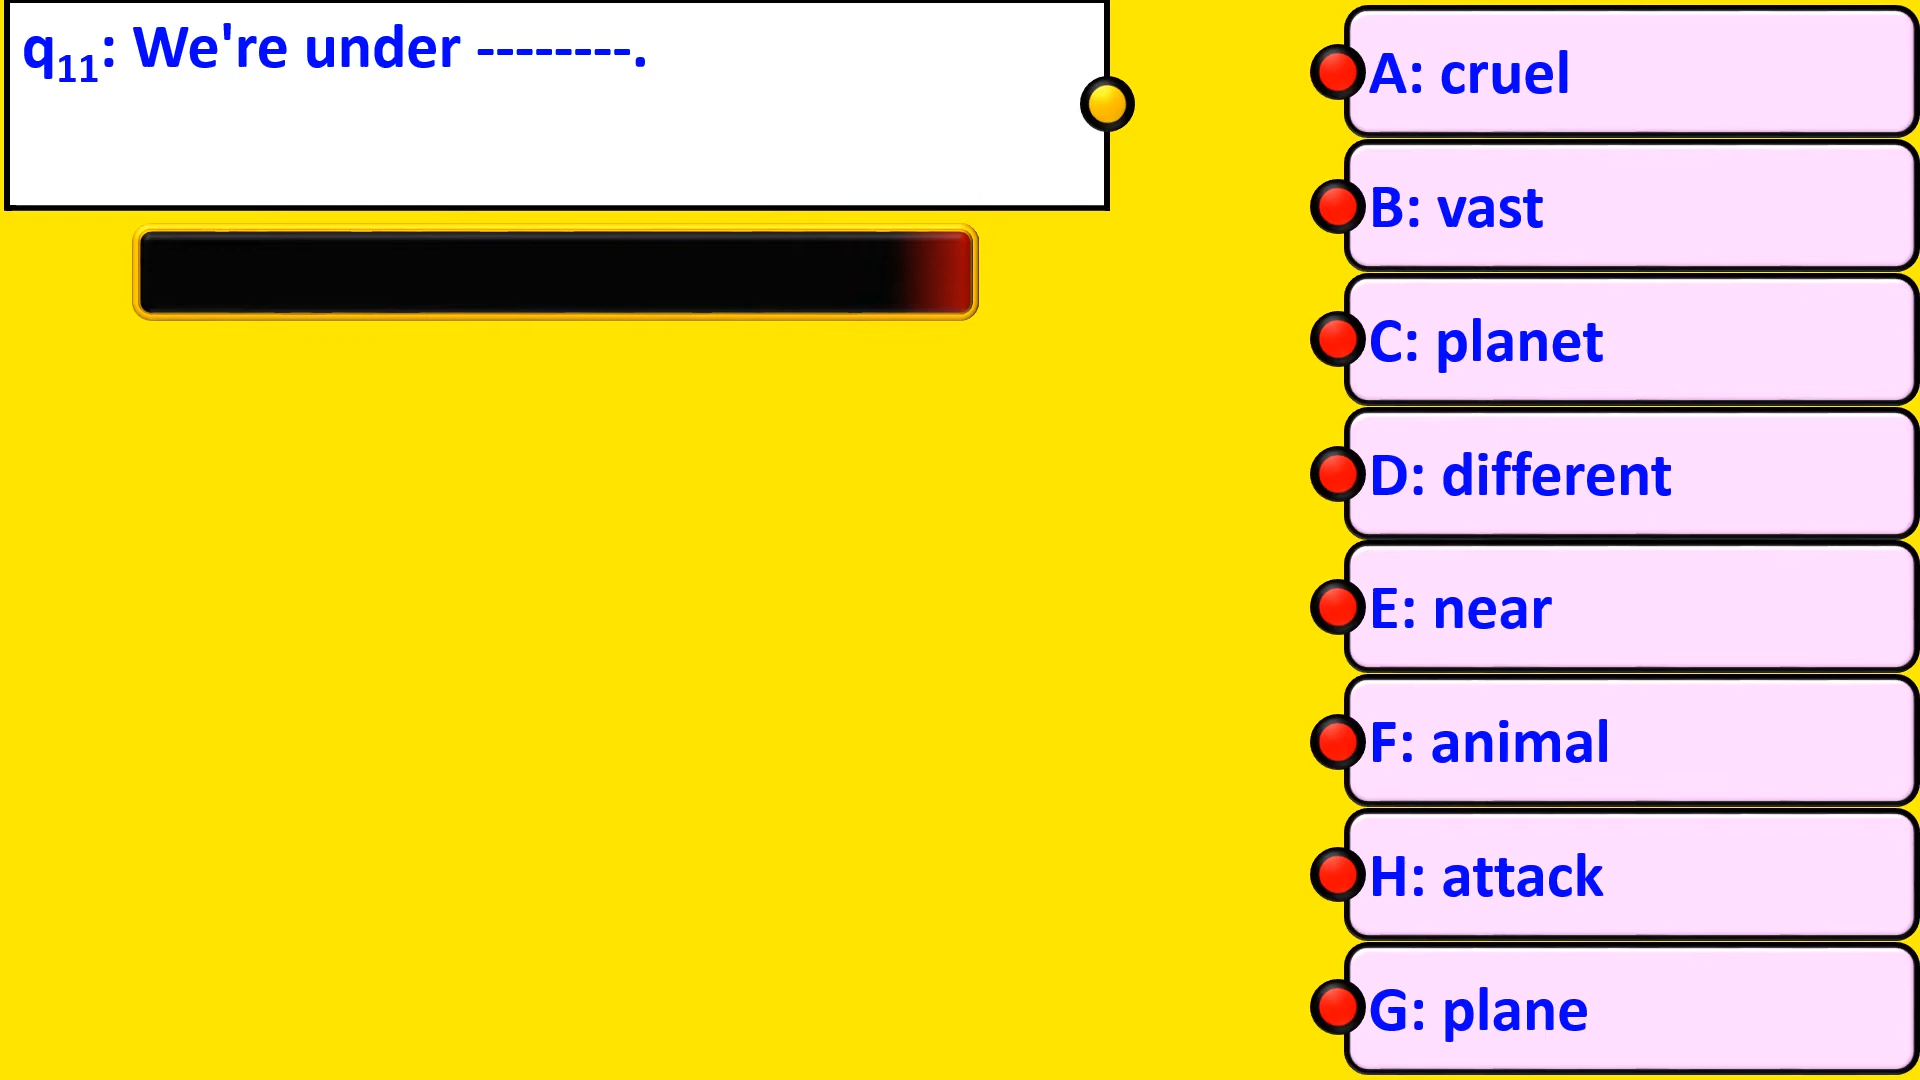 q11: We're under --------.
A: cruel
B: vast
C: planet
D: different
E: near
F: animal
H: attack
G: plane